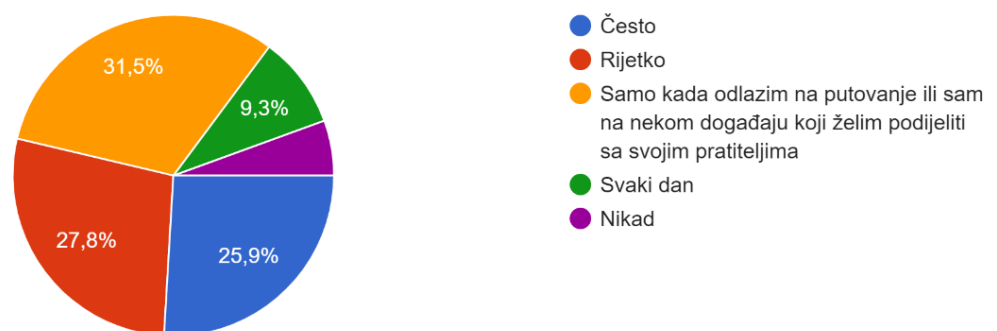 31,5%
9,3%
27,8%
25,9%
Često
Rijetko
Samo kada odlazim na putovanje ili sam
na nekom događaju koji želim podijeliti
sa svojim pratiteljima
Svaki dan
Nikad